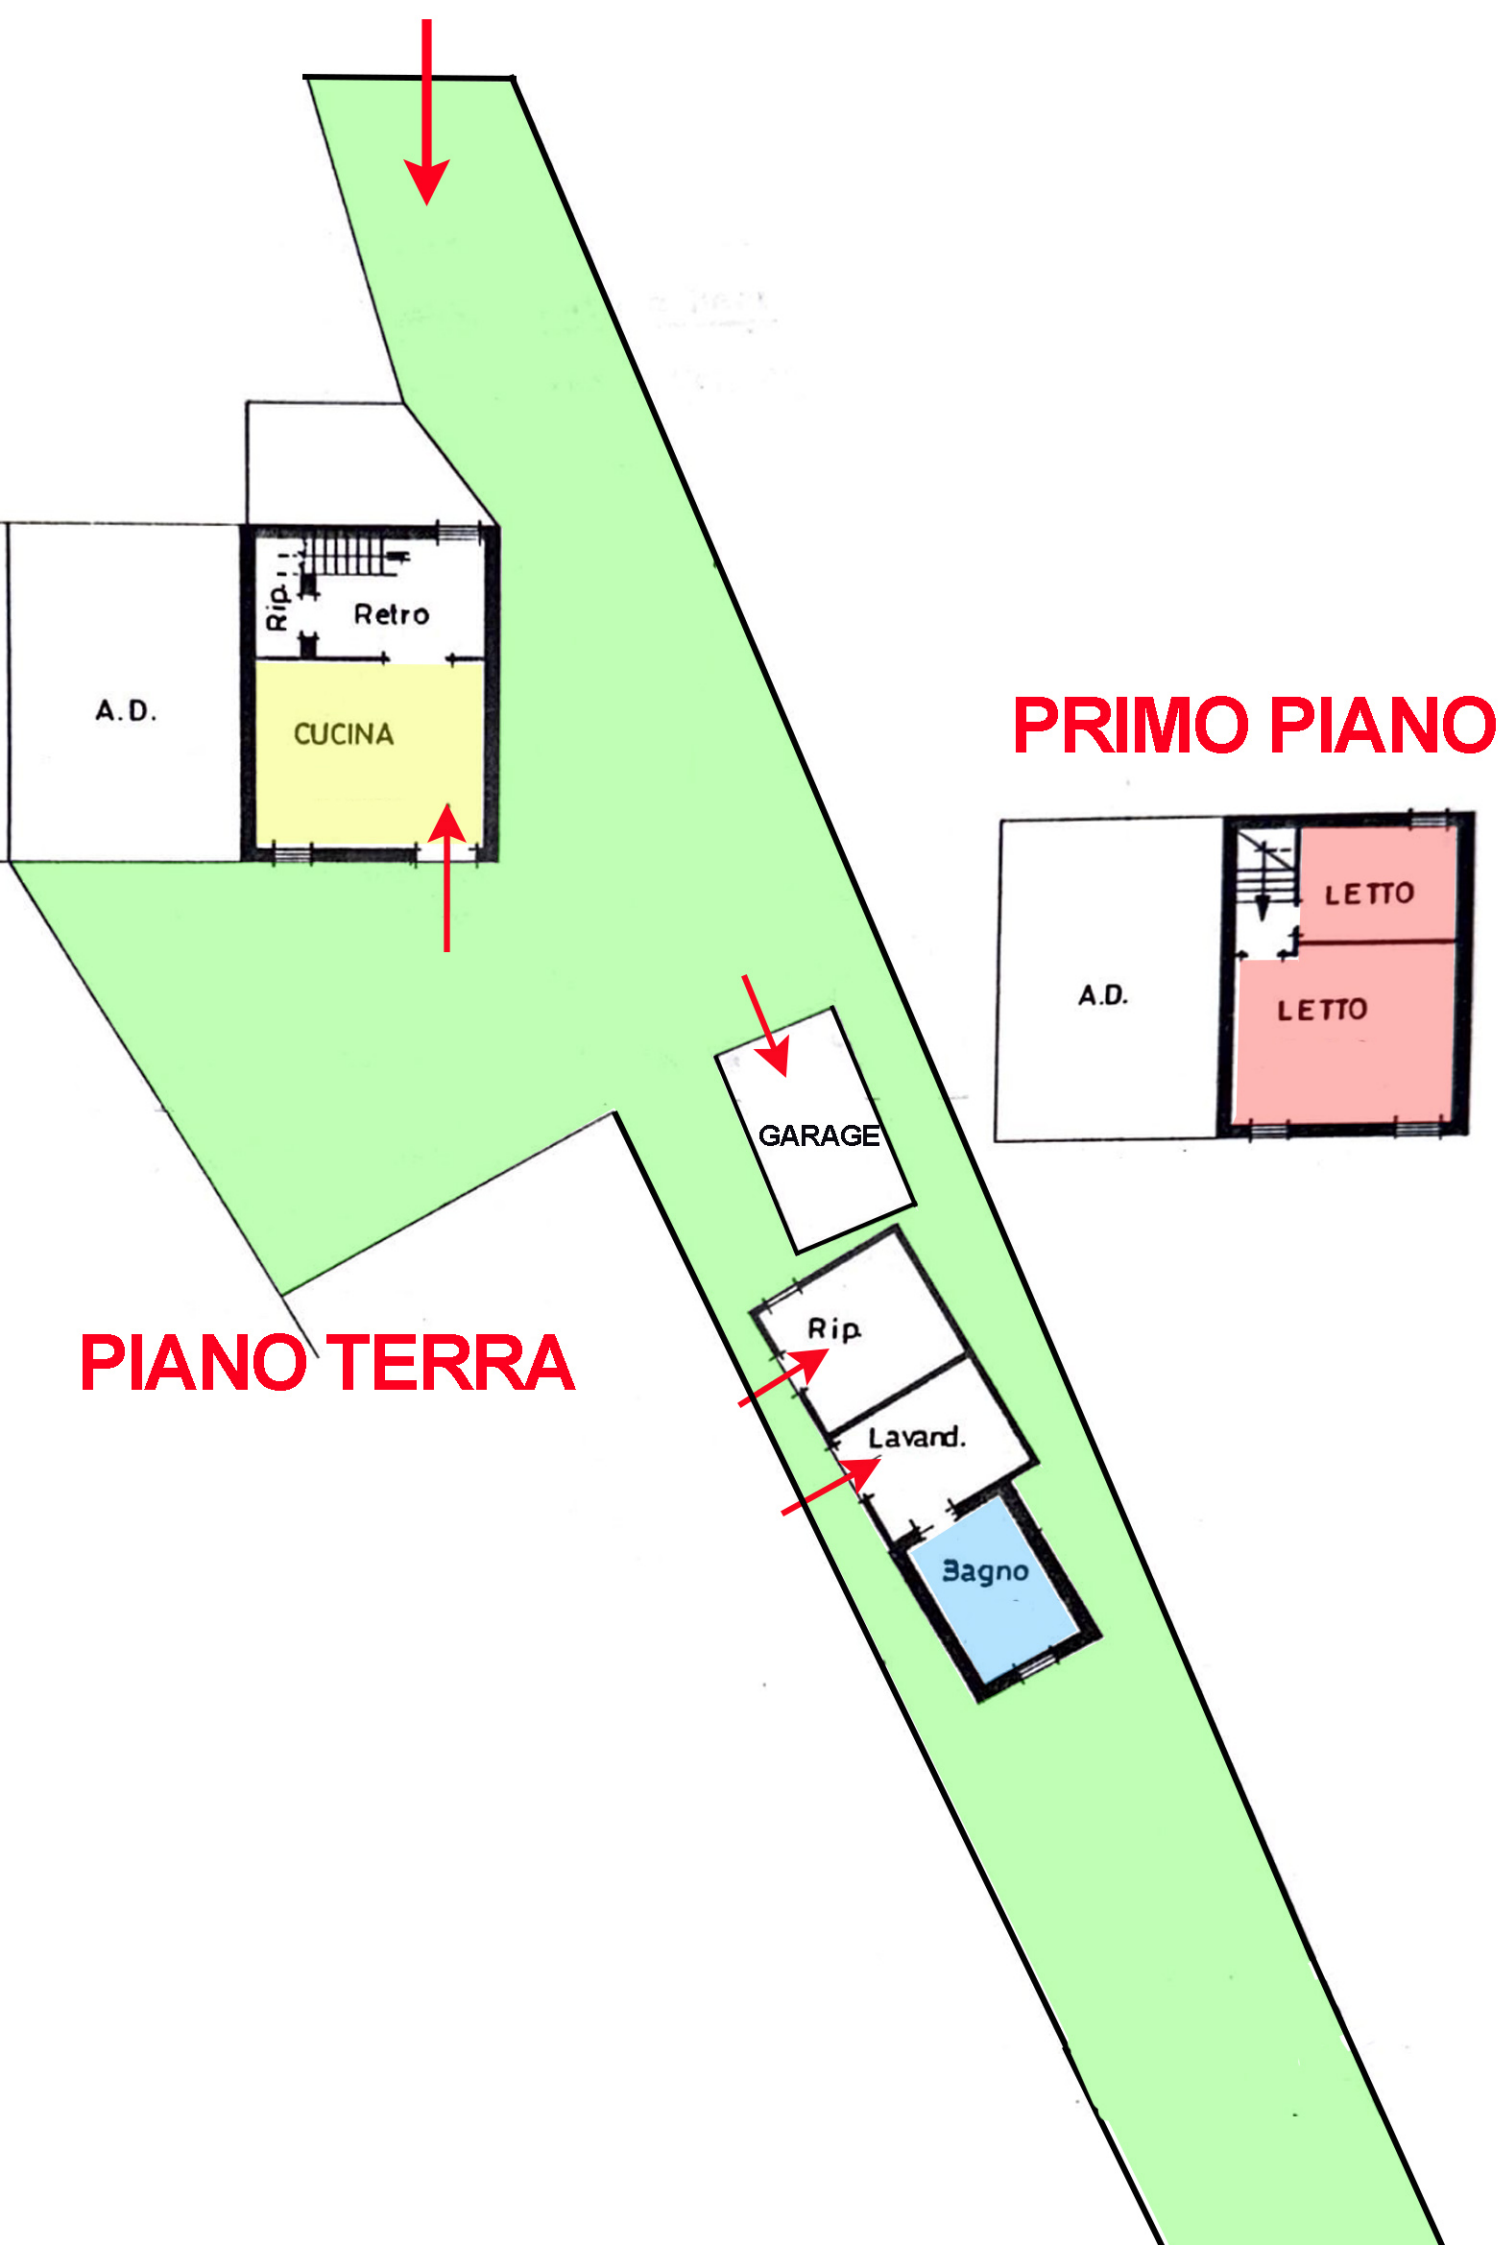 Rip.
Retro
A.D.
CUCINA
PRIMO PIANO
LETTO
A.D.
LETTO
GARAGE
PIANO TERRA
Rip.
Lavand.
Bagno